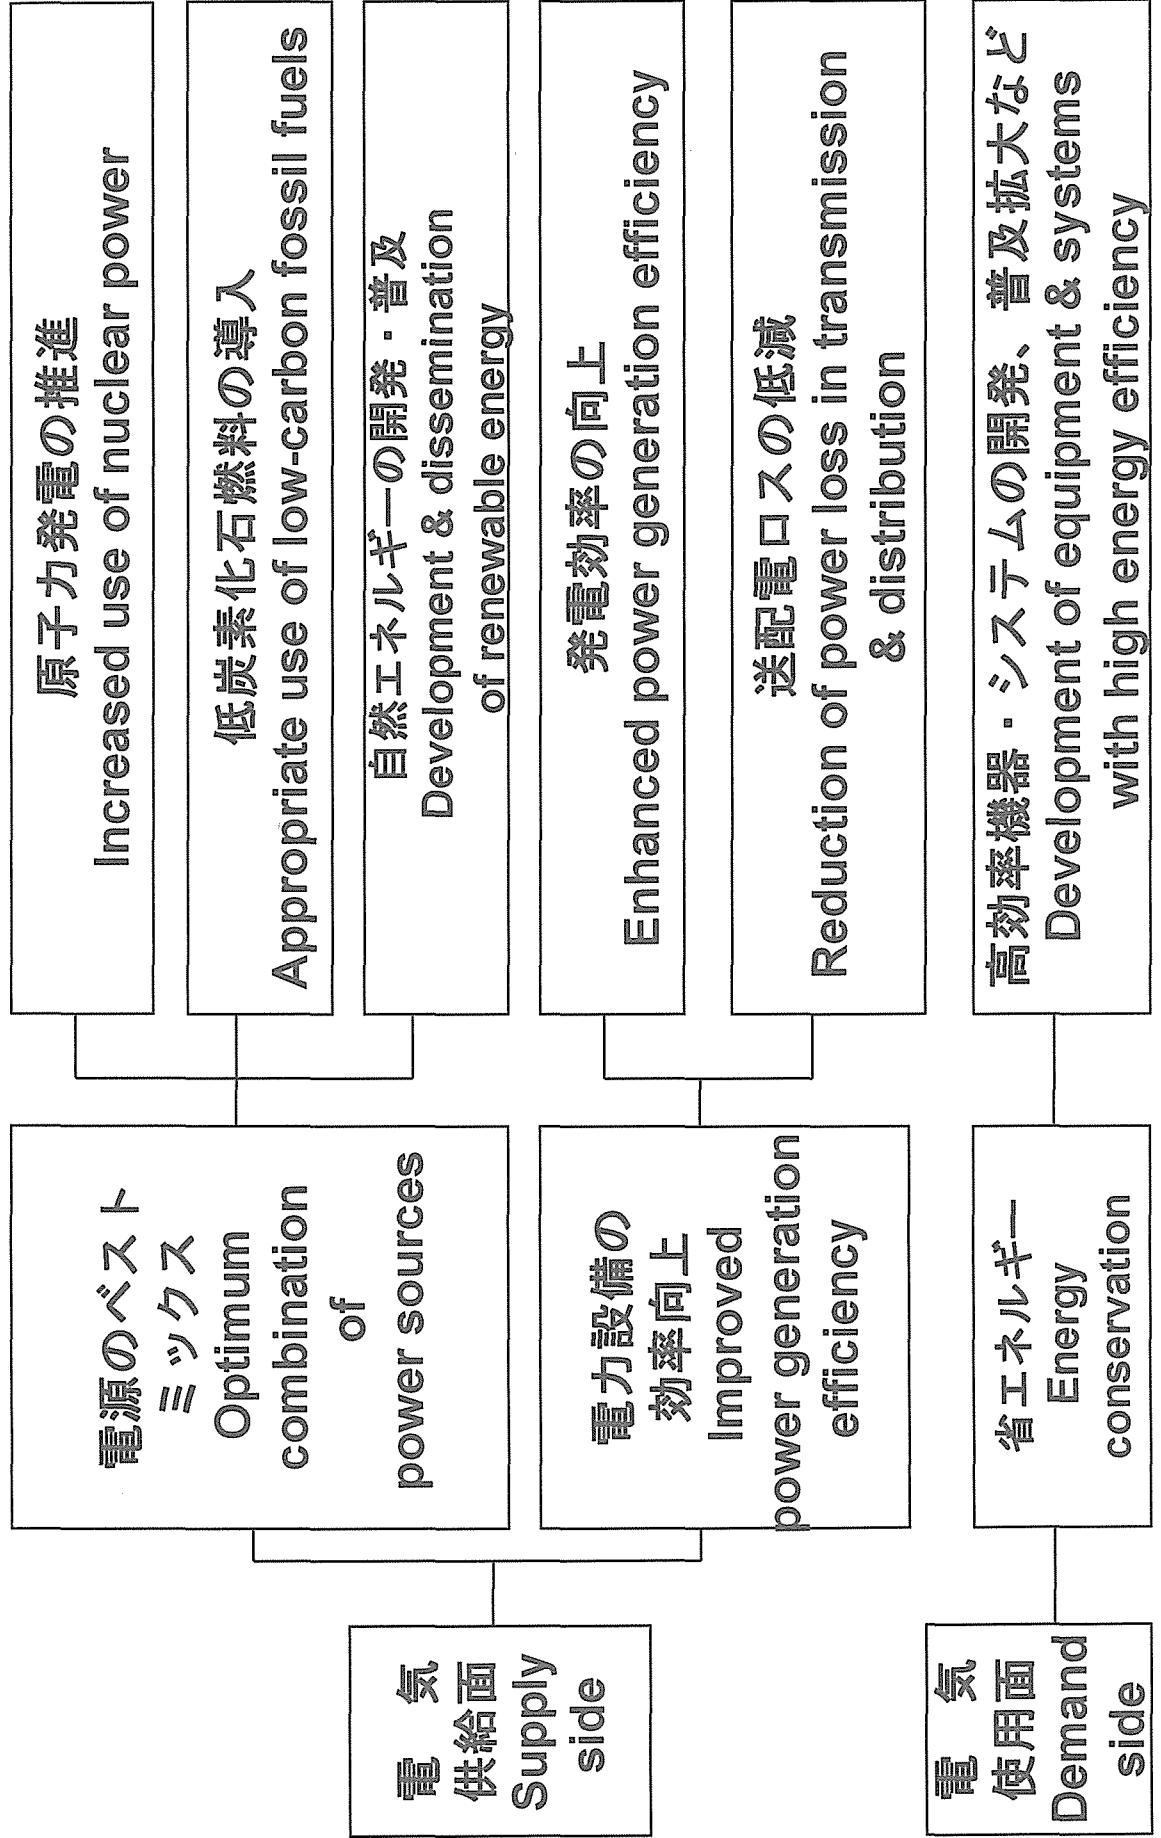 電　気
供給面
Supply
side
電源のベスト
ミックス
Optimum
combination
of
power sources
原子力発電の推進
Increased use of nuclear power
低炭素化石燃料の導入
Appropriate use of low-carbon fossil fuels
自然エネルギーの開発・普及
Development & dissemination
of renewable energy
電力設備の
効率向上
Improved
power generation
efficiency
発電効率の向上
Enhanced power generation efficiency
送配電ロスの低減
Reduction of power loss in transmission
& distribution
電　気
使用面
Demand
side
省エネルギー
Energy
conservation
高効率機器・システムの開発、普及拡大など
Development of equipment & systems
with high energy efficiency